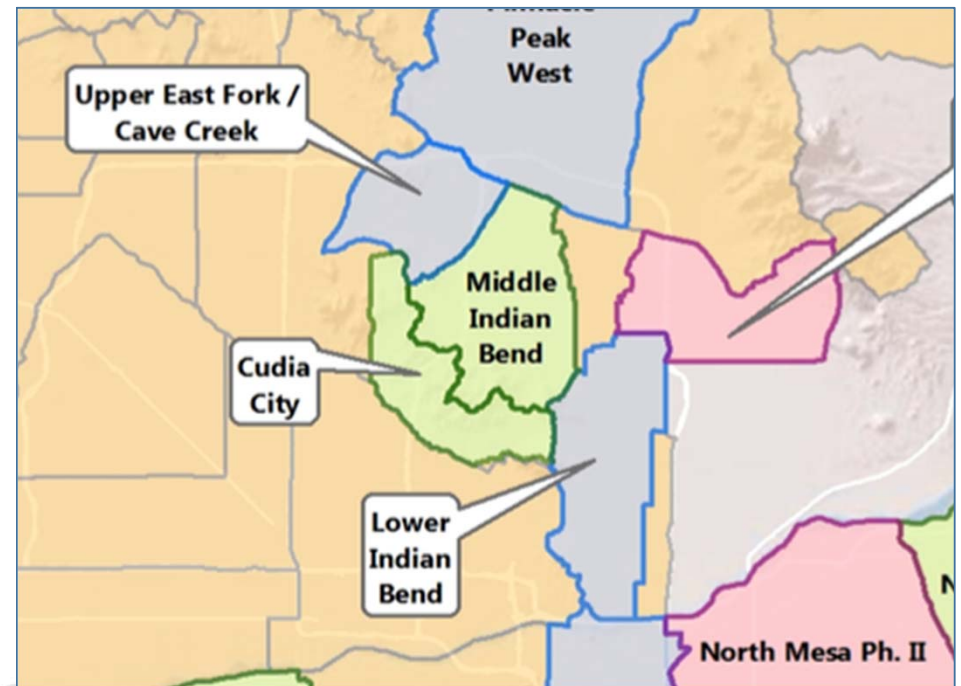 Peak
West
Upper East Fork /
Cave Creek
Middle
Indian
Bend
Cudia
City
Lower
Indian
Bend
North Mesa Ph. II
N